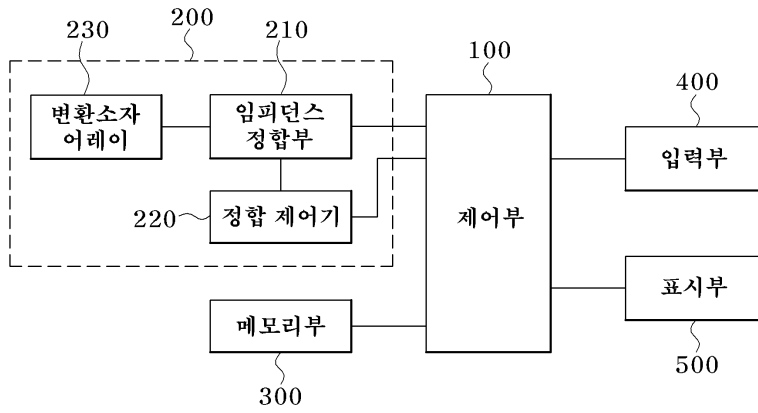 200
230
210
100
400
변환소자
어레이
임피던스
정합부
입력부
220
정합 제어기
제어부
표시부
메모리부
300
500